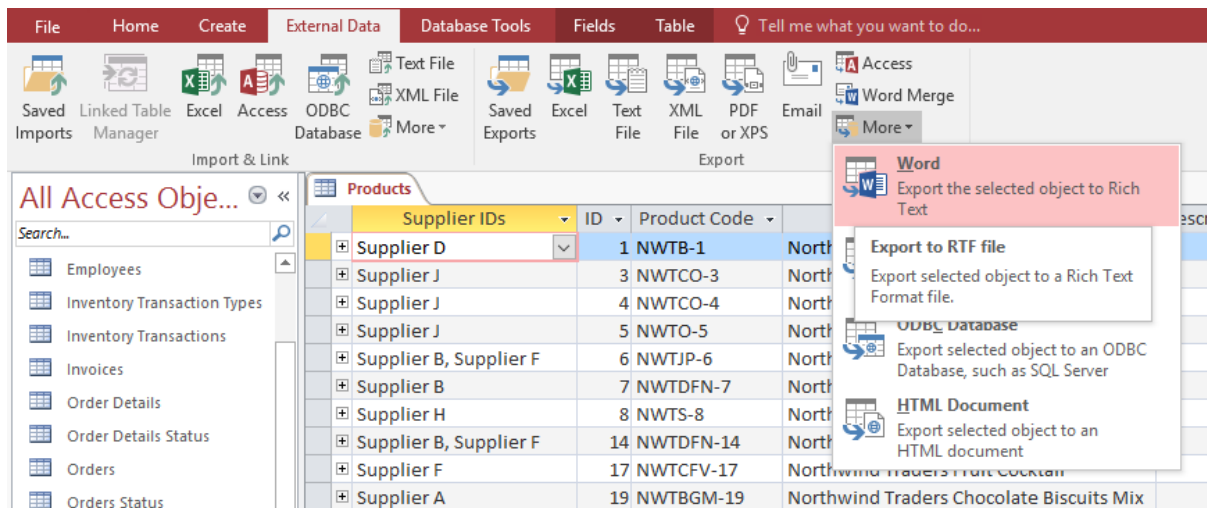 File Home Create External Data Database Tools Fields Table Tell me what you want to do...
Saved Imports
Linked Table Manager
Excel
Access
ODBC Database
Text File
XML File
More
Import & Link
Saved Exports
Excel
Text File
XML File
PDF or XPS
Email
Access
Word Merge
More
Export
Word
Export the selected object to Rich
Text
Export to RTF file
Export selected object to a Rich Text
Format file.
ODBC Database
Export selected object to an ODBC
Database, such as SQL Server
HTML Document
Export selected object to an
HTML document
All Access Obje... «
Search...
Employees
Inventory Transaction Types
Inventory Transactions
Invoices
Order Details
Order Details Status
Orders
Orders Status
Products
Supplier IDs ID Product Code
Supplier D 1 NWTB-1 North
Supplier J 3 NWTCO-3 North
Supplier J 4 NWTCO-4 North
Supplier J 5 NWTO-5 North
Supplier B, Supplier F 6 NWTJP-6 North
Supplier B 7 NWTDFN-7 North
Supplier H 8 NWTS-8 North
Supplier B, Supplier F 14 NWTDFN-14 North
Supplier F 17 NWTCFV-17 Northwind Traders Fruit Cocktail
Supplier A 19 NWTBGM-19 Northwind Traders Chocolate Biscuits Mix